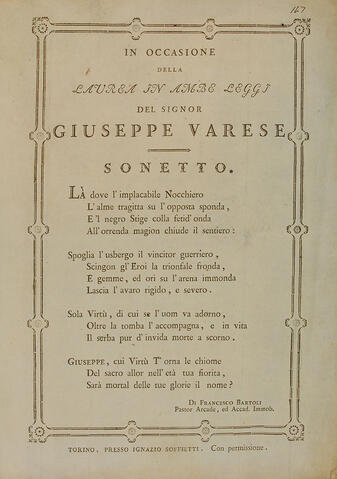 147
IN OCCASIONE
DELLA
LAUREA IN AMBE LEGGI
DEL SIGNOR
GIUSEPPE VARESE
SONETTO.
LÀ dove l'implacabile Nocchiero
L'alme tragitta su l'opposta sponda,
E 'l negro Stige colla fetid'onda
All'orrenda magion chiude il sentiero:
Spoglia l'usbergo il vincitor guerriero,
Scingon gl'Eroi la trionfale fronda,
E gemme, ed ori su l'arena immonda
Lascia l'avaro rigido, e severo.
Sola Virtù, di cui se l'uom va adorno,
Oltre la tomba l'accompagna, e in vita
Il serba pur d'invida morte a scorno.
GIUSEPPE, cui Virtù T'orna le chiome
Del sacro allor nell'età tua fiorita,
Sarà mortal delle tue glorie il nome?
DI FRANCESCO BARTOLI
Pastor Arcade, ed Accad. Immob.
TORINO, PRESSO IGNAZIO SOFFIETTI. Con permissione.